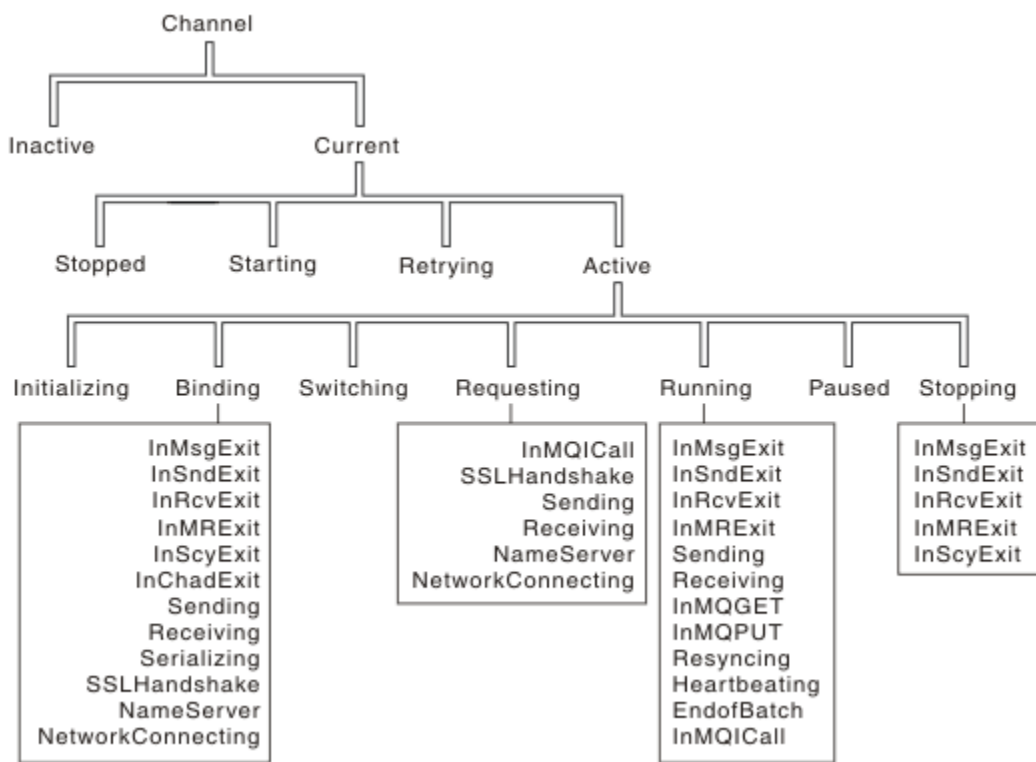 Channel
Inactive Current
Stopped Starting Retrying Active
Initializing Binding Switching Requesting Running Paused Stopping
InMsgExit
InSndExit
InRcvExit
InMRExit
InScyExit
InChadExit
Sending
Receiving
Serializing
SSLHandshake
NameServer
NetworkConnecting
InMQICall
SSLHandshake
Sending
Receiving
NameServer
NetworkConnecting
InMsgExit
InSndExit
InRcvExit
InMRExit
Sending
Receiving
InMQGET
InMQPUT
Resyncing
Heartbeating
EndofBatch
InMQICall
InMsgExit
InSndExit
InRcvExit
InMRExit
InScyExit